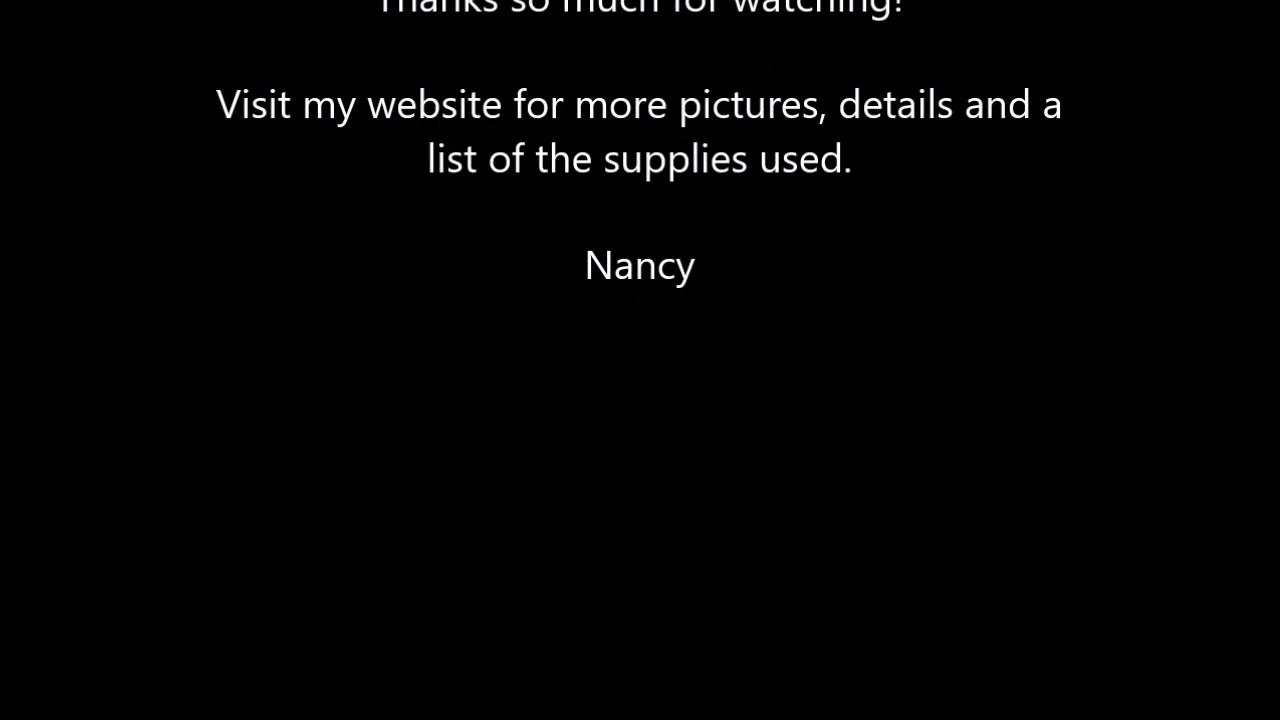 Thanks so much for watching!
Visit my website for more pictures, details and a
list of the supplies used.
Nancy